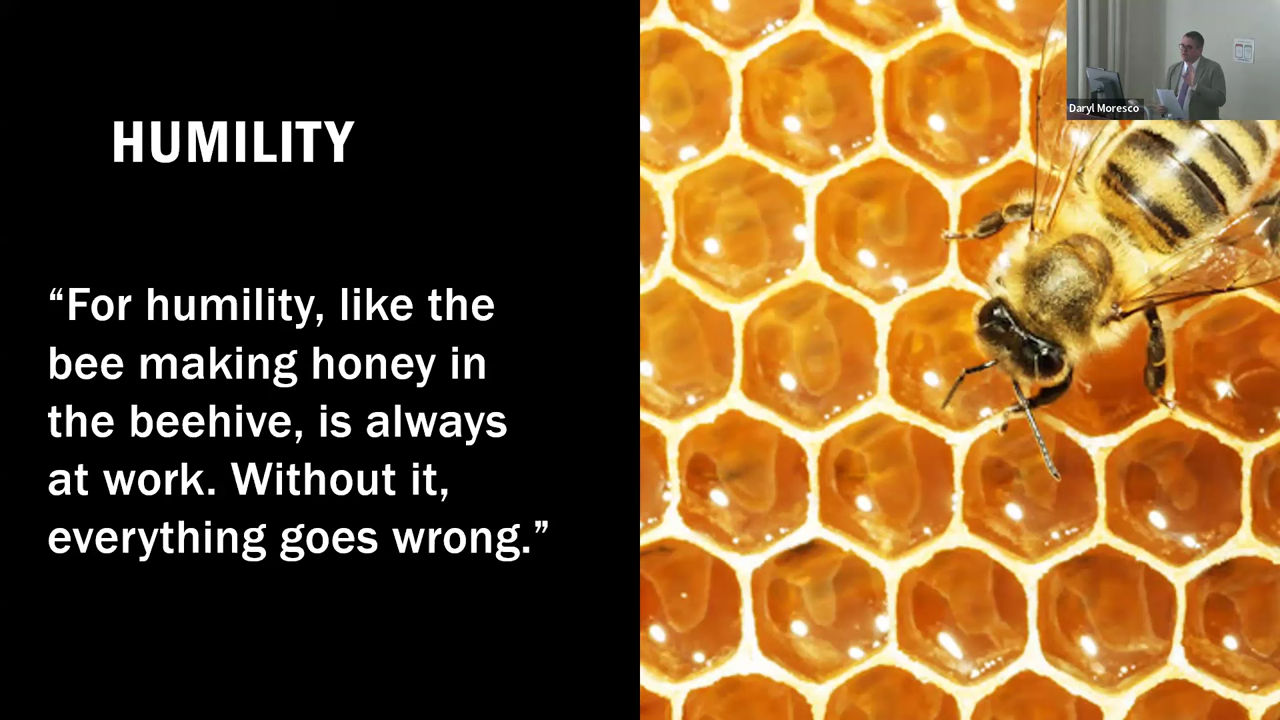 Daryl Moresco
HUMILITY
“For humility, like the
bee making honey in
the beehive, is always
at work. Without it,
everything goes wrong.”